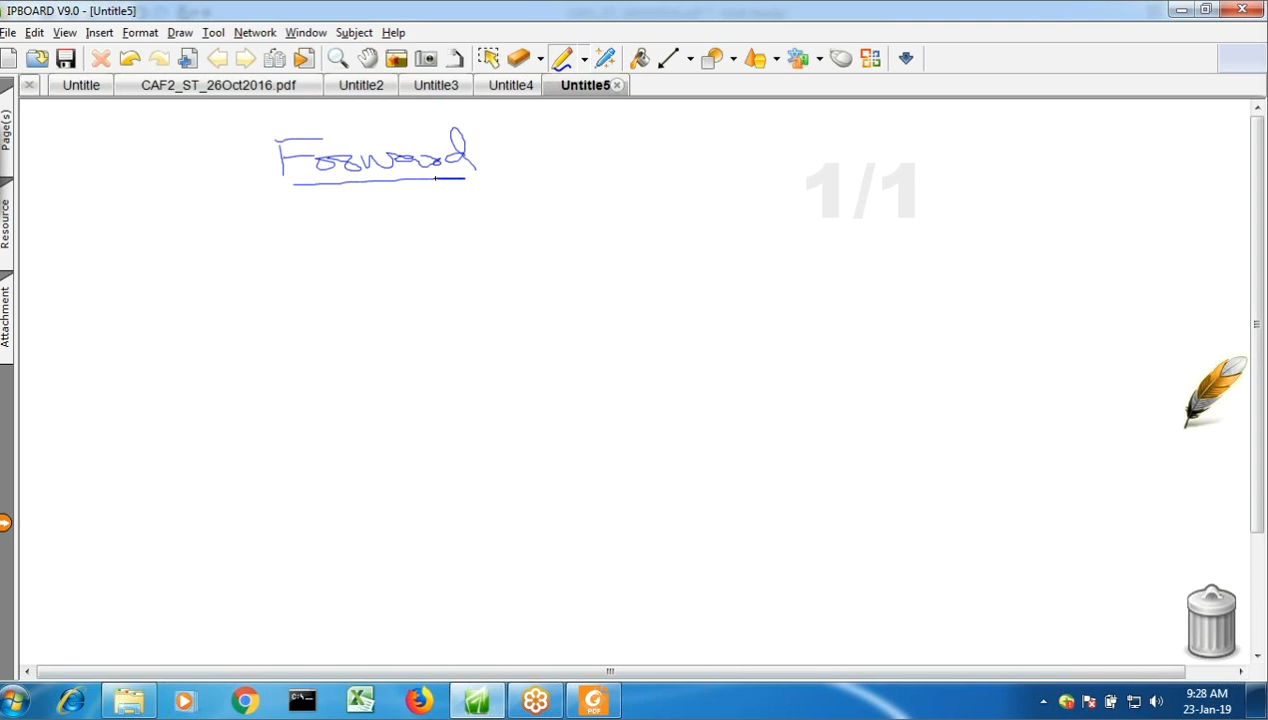 IPBOARD V9.0 - [Untitle5]
File Edit View Insert Format Draw Tool Network Window Subject Help
Untitle CAF2_ST_26Oct2016.pdf Untitle2 Untitle3 Untitle4 Untitle5
Forward
1/1
Page(s)
Resource
Attachment
9:28 AM
23-Jan-19